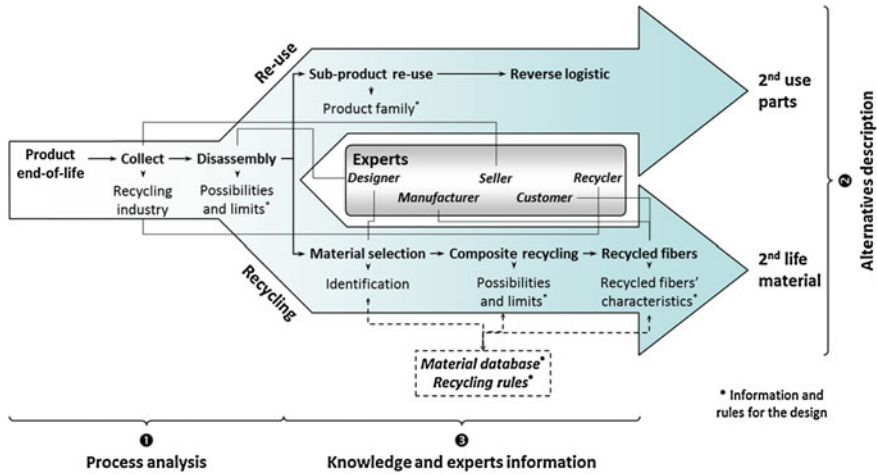 Re-use
Sub-product re-use
Reverse logistic
Product family*
2nd use
parts
Product
end-of-life
Collect
Disassembly
Recycling
industry
Possibilities
and limits*
Experts
Designer
Seller
Recycler
Manufacturer
Customer
Recycling
Material selection
Composite recycling
Recycled fibers
Identification
Possibilities
and limits*
Recycled fibers'
characteristics*
2nd life
material
Material database*
Recycling rules*
* Information and
rules for the design
❷
Alternatives description
❶
Process analysis
❸
Knowledge and experts information